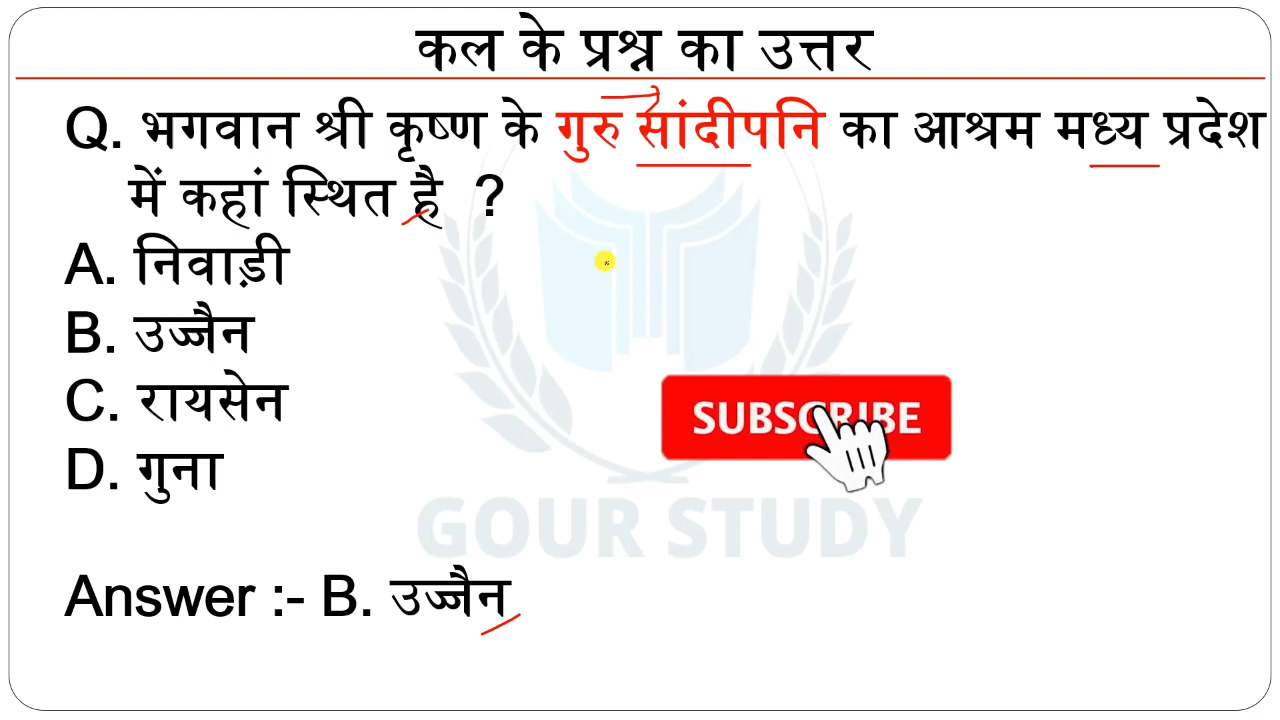 कल के प्रश्न का उत्तर
Q. भगवान श्री कृष्ण के गुरु सांदीपनि का आश्रम मध्य प्रदेश
में कहां स्थित है ?
A. निवाड़ी
B. उज्जैन
C. रायसेन
D. गुना
SUBSCRIBE
GOUR STUDY
Answer :- B. उज्जैन